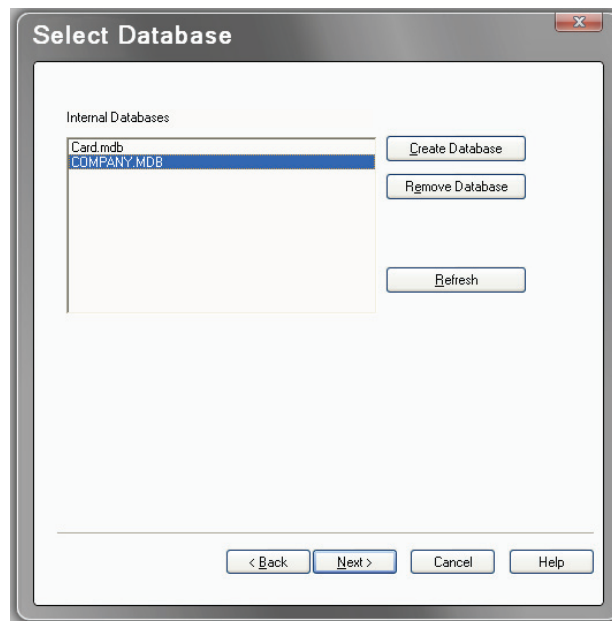 Select Database
Internal Databases
Card.mdb
COMPANY.MDB
Create Database
Remove Database
Refresh
< Back
Next >
Cancel
Help